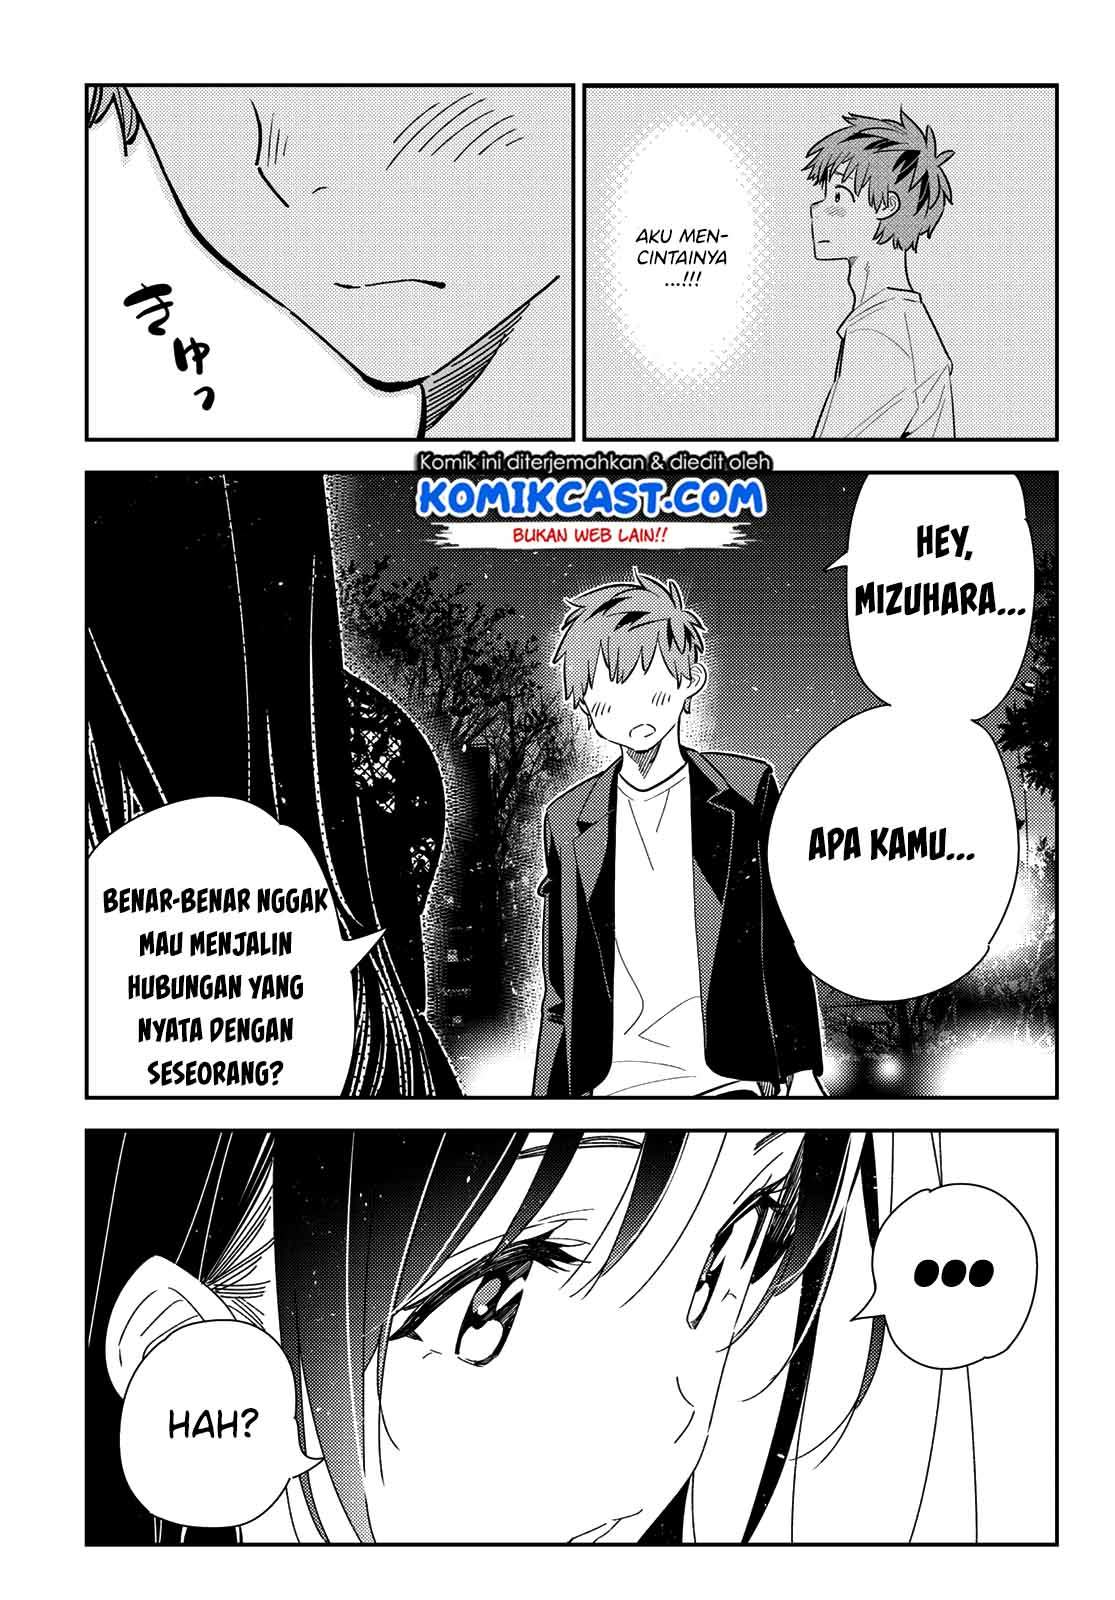 AKU MEN-
CINTAINYA
...!!!
きゅっ
Komik ini diterjemahkan & diedit oleh
KOMIKCAST.COM
BUKAN WEB LAIN!!
HEY,
MIZUHARA...
APA KAMU...
BENAR-BENAR NGGAK
MAU MENJALIN
HUBUNGAN YANG
NYATA DENGAN
SESEORANG?
...
HAH?